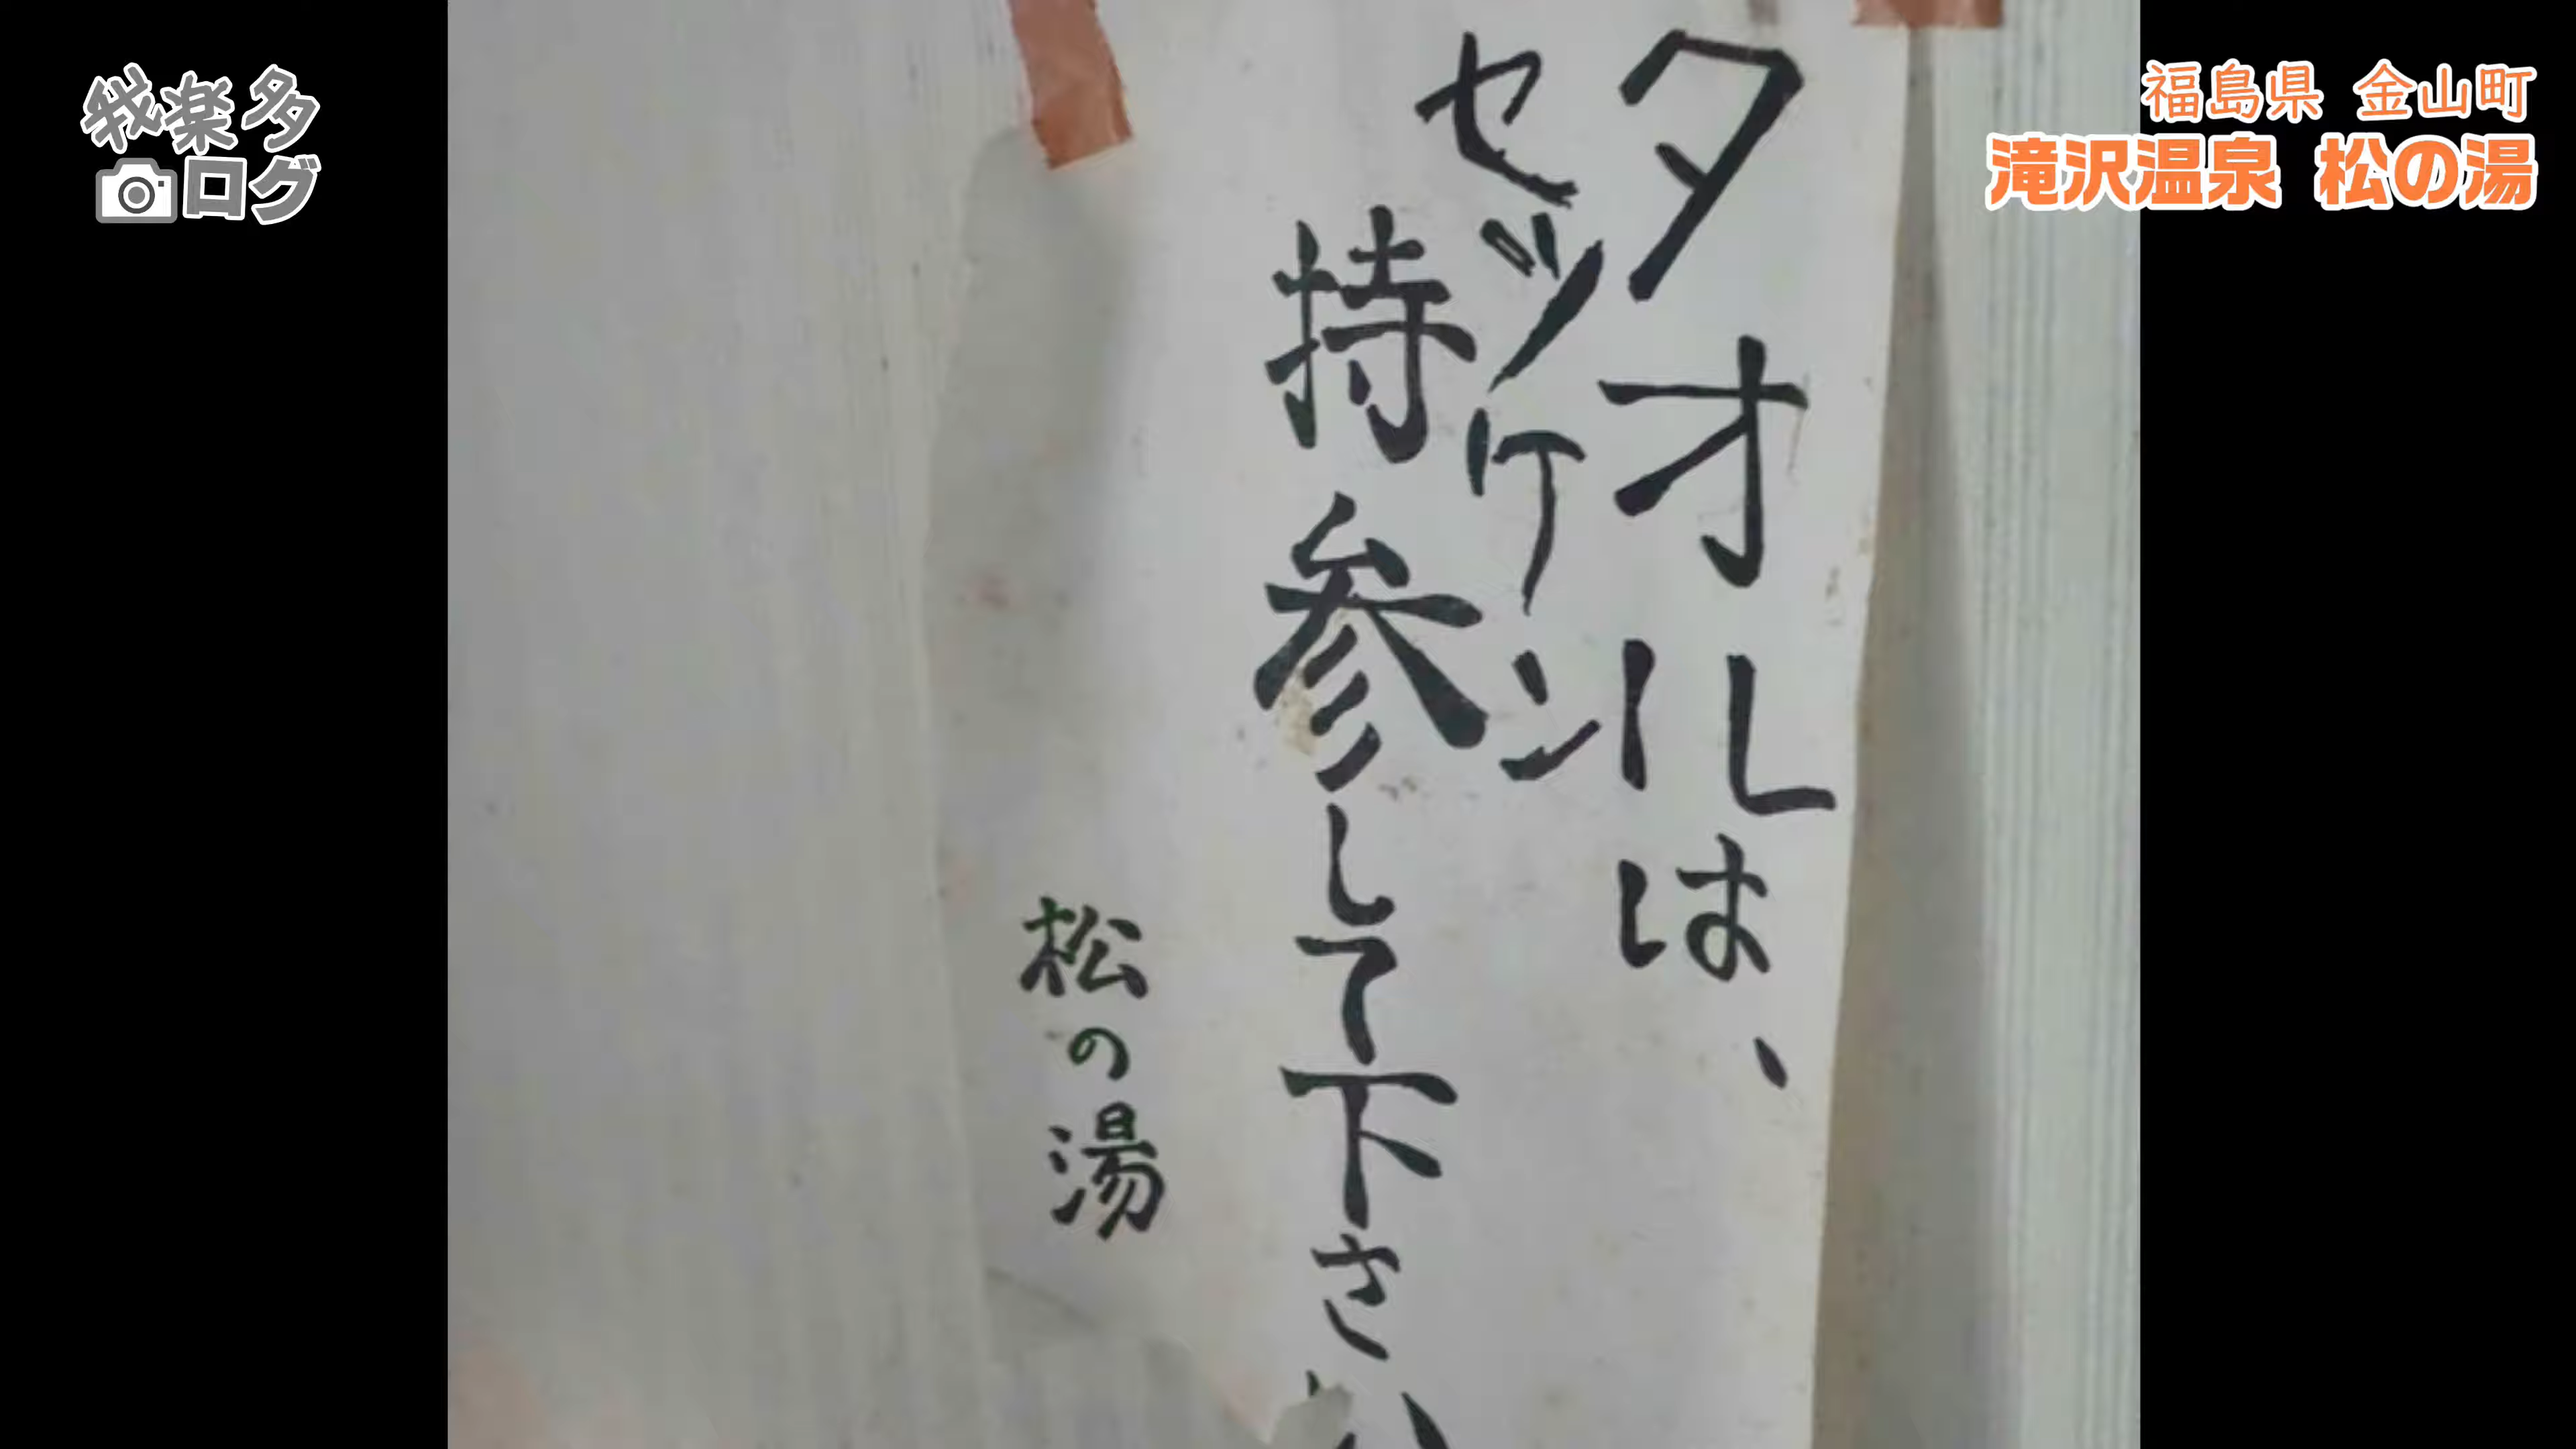 我楽多
ログ
福島県 金山町
滝沢温泉 松の湯
タオルは、
セッケン
持参して下さい
松の湯